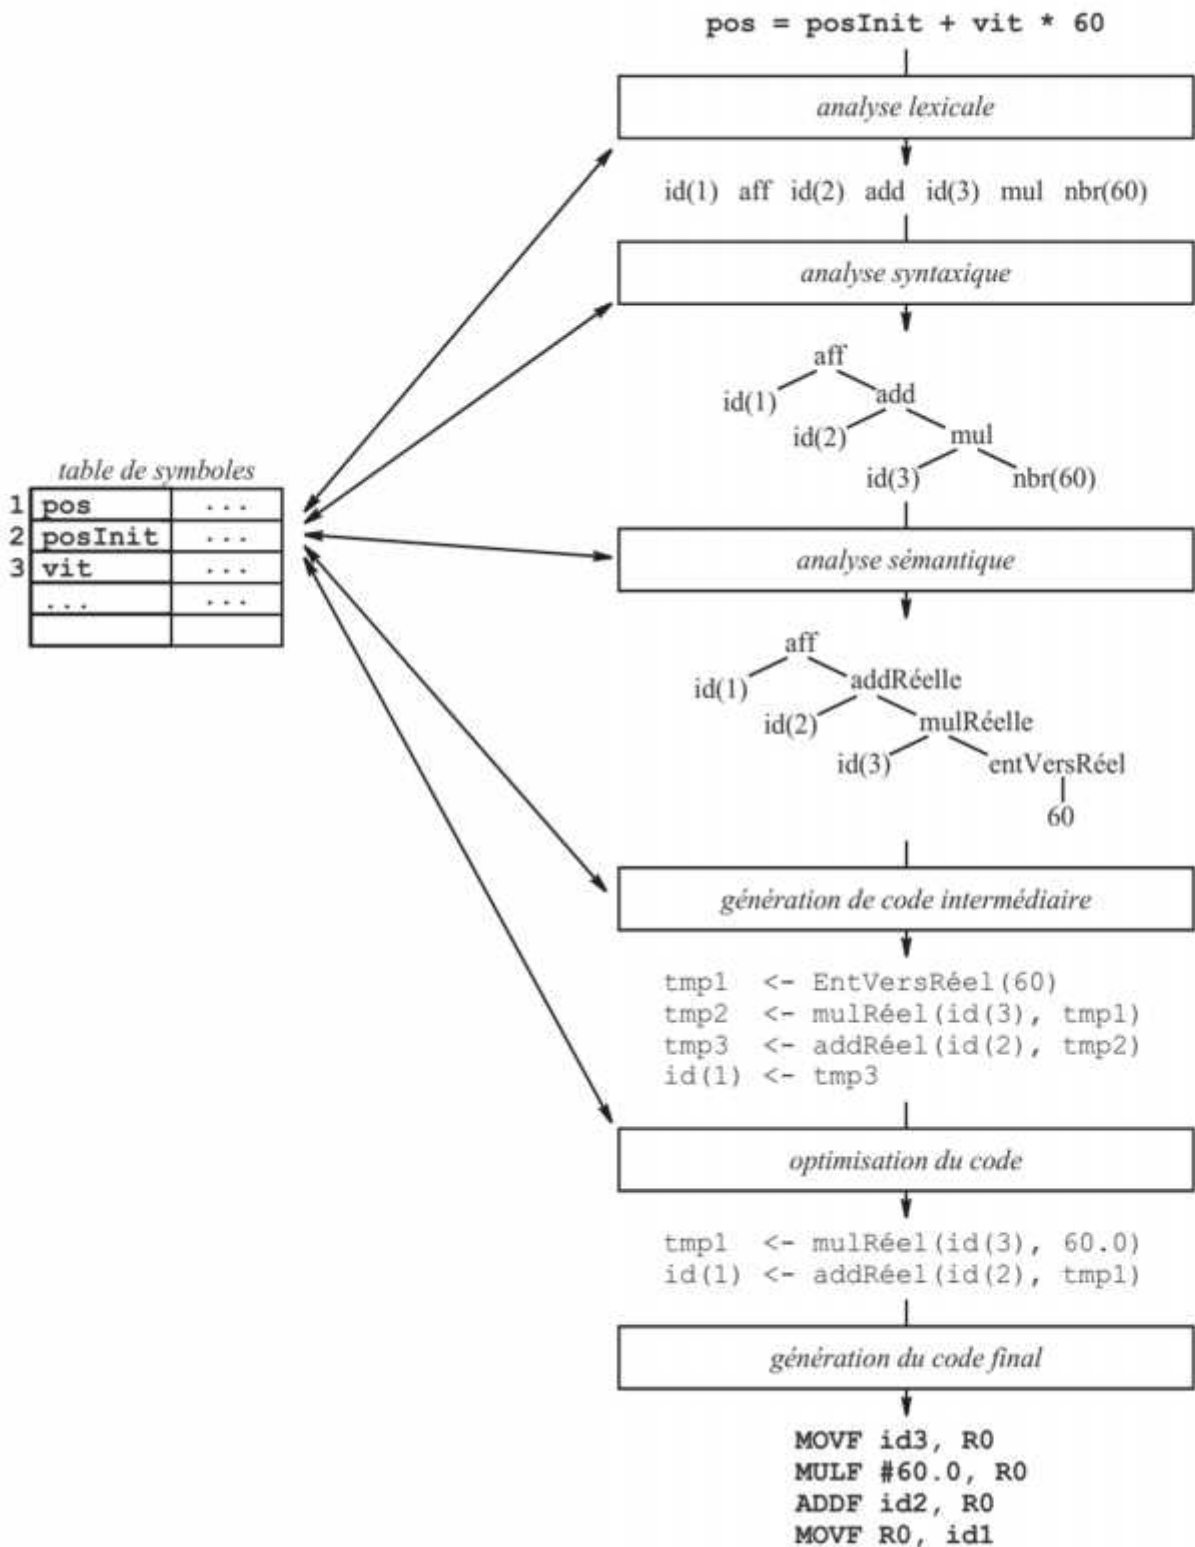 pos = posInit + vit * 60
analyse lexicale
id(1) aff id(2) add id(3) mul nbr(60)
analyse syntaxique
aff
id(1) add
id(2) mul
id(3) nbr(60)
table de symboles
1 pos ...
2 posInit ...
3 vit ...
... ...
analyse sémantique
aff
id(1) addRéelle
id(2) mulRéelle
id(3) entVersRéel
60
génération de code intermédiaire
tmp1 <- EntVersRéel(60)
tmp2 <- mulRéel(id(3), tmp1)
tmp3 <- addRéel(id(2), tmp2)
id(1) <- tmp3
optimisation du code
tmp1 <- mulRéel(id(3), 60.0)
id(1) <- addRéel(id(2), tmp1)
génération du code final
MOVF id3, R0
MULF #60.0, R0
ADDF id2, R0
MOVF R0, id1